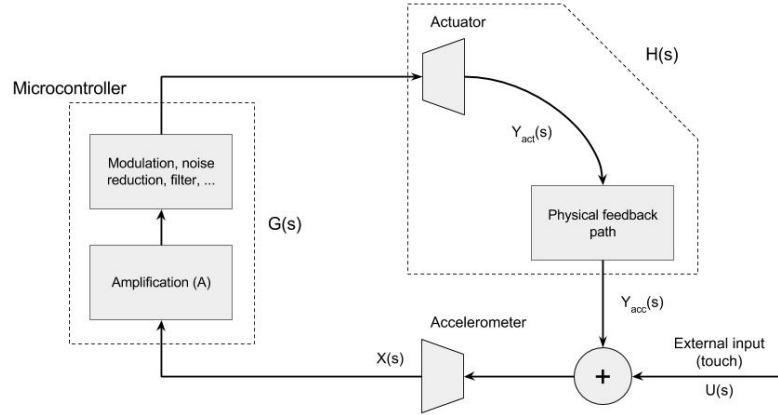 Actuator
H(s)
Microcontroller
Modulation, noise
reduction, filter, ...
Y_act(s)
Physical feedback
path
G(s)
Amplification (A)
Y_acc(s)
Accelerometer
External input
(touch)
X(s)
+
U(s)